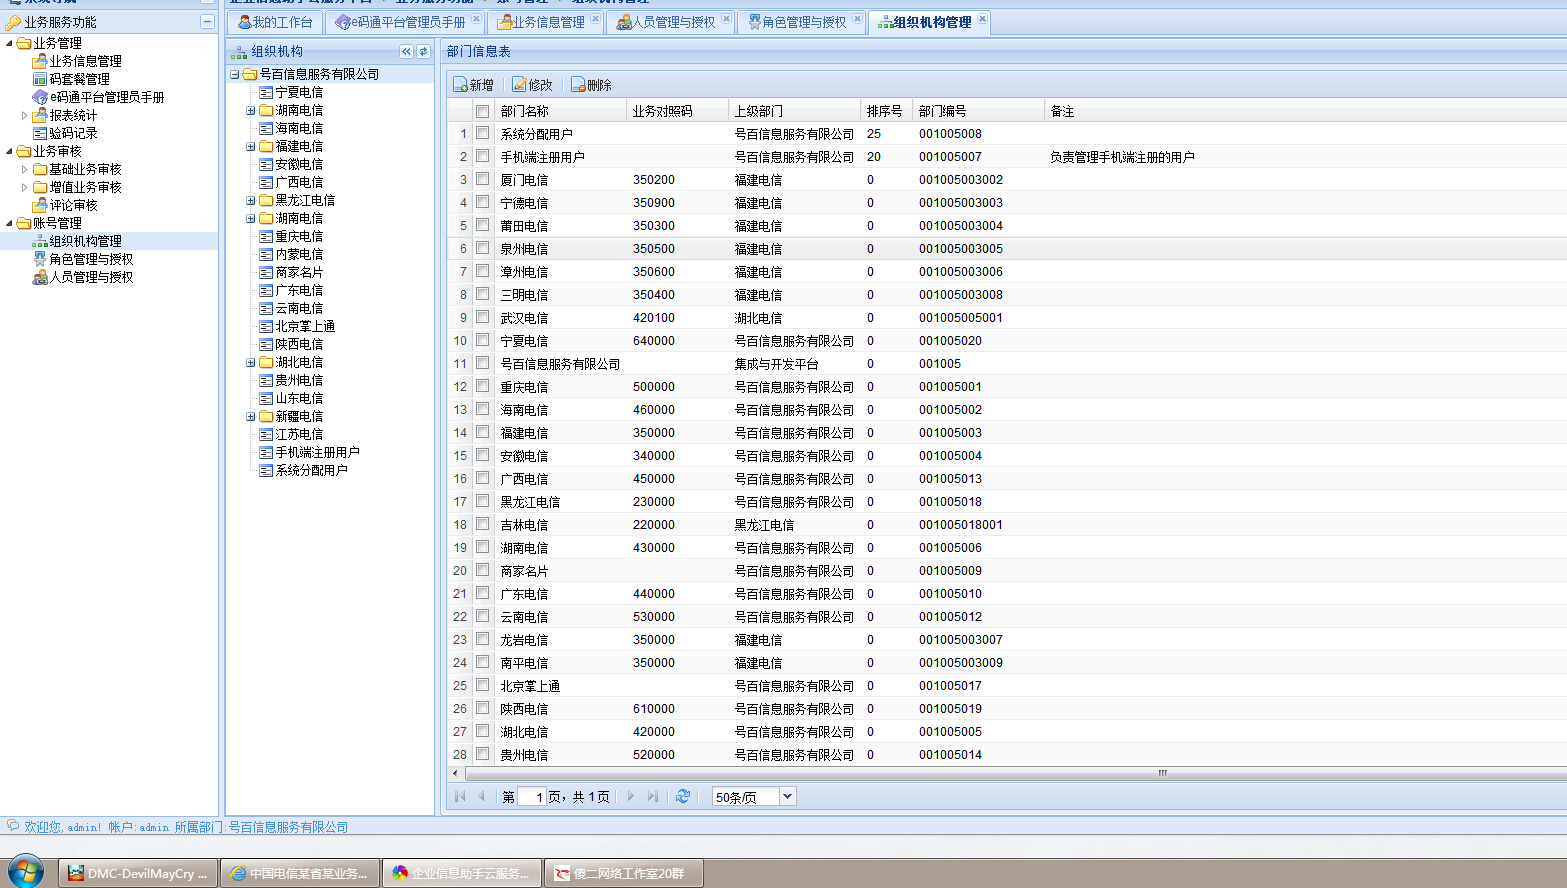 我的工作台 e码通平台管理员手册 业务信息管理 人员管理与授权 角色管理与授权 组织机构管理
业务服务功能
业务管理
业务信息管理
码套餐管理
e码通平台管理员手册
报表统计
验码记录
业务审核
基础业务审核
增值业务审核
评论审核
账号管理
组织机构管理
角色管理与授权
人员管理与授权
组织机构
号百信息服务有限公司
宁夏电信
湖南电信
海南电信
福建电信
安徽电信
广西电信
黑龙江电信
湖南电信
重庆电信
内蒙电信
商家名片
广东电信
云南电信
北京掌上通
陕西电信
湖北电信
贵州电信
山东电信
新疆电信
江苏电信
手机端注册用户
系统分配用户
部门信息表
新增 修改 删除
部门名称 业务对照码 上级部门 排序号 部门编号 备注
1 系统分配用户 号百信息服务有限公司 25 001005008
2 手机端注册用户 号百信息服务有限公司 20 001005007 负责管理手机端注册的用户
3 厦门电信 350200 福建电信 0 001005003002
4 宁德电信 350900 福建电信 0 001005003003
5 莆田电信 350300 福建电信 0 001005003004
6 泉州电信 350500 福建电信 0 001005003005
7 漳州电信 350600 福建电信 0 001005003006
8 三明电信 350400 福建电信 0 001005003008
9 武汉电信 420100 湖北电信 0 001005005001
10 宁夏电信 640000 号百信息服务有限公司 0 001005020
11 号百信息服务有限公司 集成与开发平台 0 001005
12 重庆电信 500000 号百信息服务有限公司 0 001005001
13 海南电信 460000 号百信息服务有限公司 0 001005002
14 福建电信 350000 号百信息服务有限公司 0 001005003
15 安徽电信 340000 号百信息服务有限公司 0 001005004
16 广西电信 450000 号百信息服务有限公司 0 001005013
17 黑龙江电信 230000 号百信息服务有限公司 0 001005018
18 吉林电信 220000 黑龙江电信 0 001005018001
19 湖南电信 430000 号百信息服务有限公司 0 001005006
20 商家名片 号百信息服务有限公司 0 001005009
21 广东电信 440000 号百信息服务有限公司 0 001005010
22 云南电信 530000 号百信息服务有限公司 0 001005012
23 龙岩电信 350000 福建电信 0 001005003007
24 南平电信 350000 福建电信 0 001005003009
25 北京掌上通 号百信息服务有限公司 0 001005017
26 陕西电信 610000 号百信息服务有限公司 0 001005019
27 湖北电信 420000 号百信息服务有限公司 0 001005005
28 贵州电信 520000 号百信息服务有限公司 0 001005014
第 1 页，共 1 页 50条/页
欢迎您,admin! 帐户:admin 所属部门:号百信息服务有限公司
DMC-DevilMayCry ... 中国电信某省某业务... 企业信息助手云服务... 傻二网络工作室20群